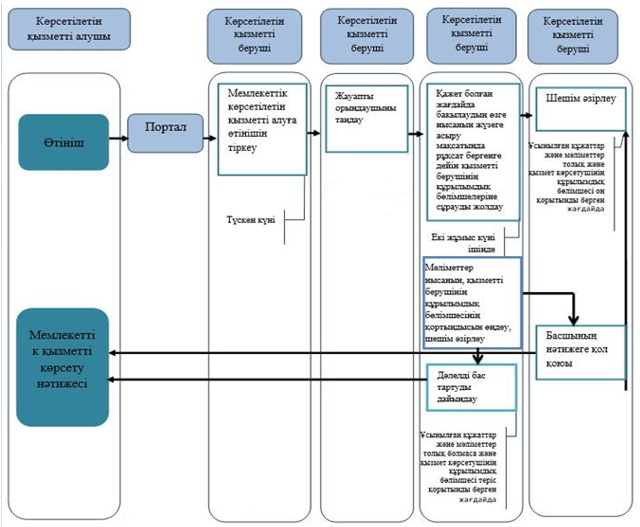 Көрсетілетін
қызметті алушы
Көрсетілетін
қызметті
беруші
Көрсетілетін
қызметті
беруші
Көрсетілетін
қызметті
беруші
Көрсетілетін
қызметті
беруші
Өтініш
Портал
Мемлекеттік
көрсетілетін
қызметті алуға
өтінішін
тіркеу
Түскен күні
Жауапты
орындаушыны
таңдау
Қажет болған
жағдайда
бақылаудын өзге
нысанын жүзеге
асыру
мақсатында
рұқсат бергенге
дейін қызметті
берушінің
құрылымдық
бөлімшелеріне
сұрауды жолдау
Екі жұмыс күні
ішінде
Шешім әзірлеу
Ұсынылған құжаттар
және мәліметтер
толық және
қызмет көрсетушінің
құрылымдық
бөлімшесі оң
қорытынды берген
жағдайда
Мәліметтер
нысанын, қызметті
берушінің
құрылымдық
бөлімшесінің
қортындысын өңдеу,
шешім әзірлеу
Басшының
нәтижеге қол
қоюы
Мемлекетті
к қызметті
көрсету
нәтижесі
Дәлелді бас
тартуды
дайындау
Ұсынылған құжаттар
және мәліметтер
толық болмаса және
қызмет көрсетушінің
құрылымдық
бөлімшесі теріс
қорытынды берген
жағдайда